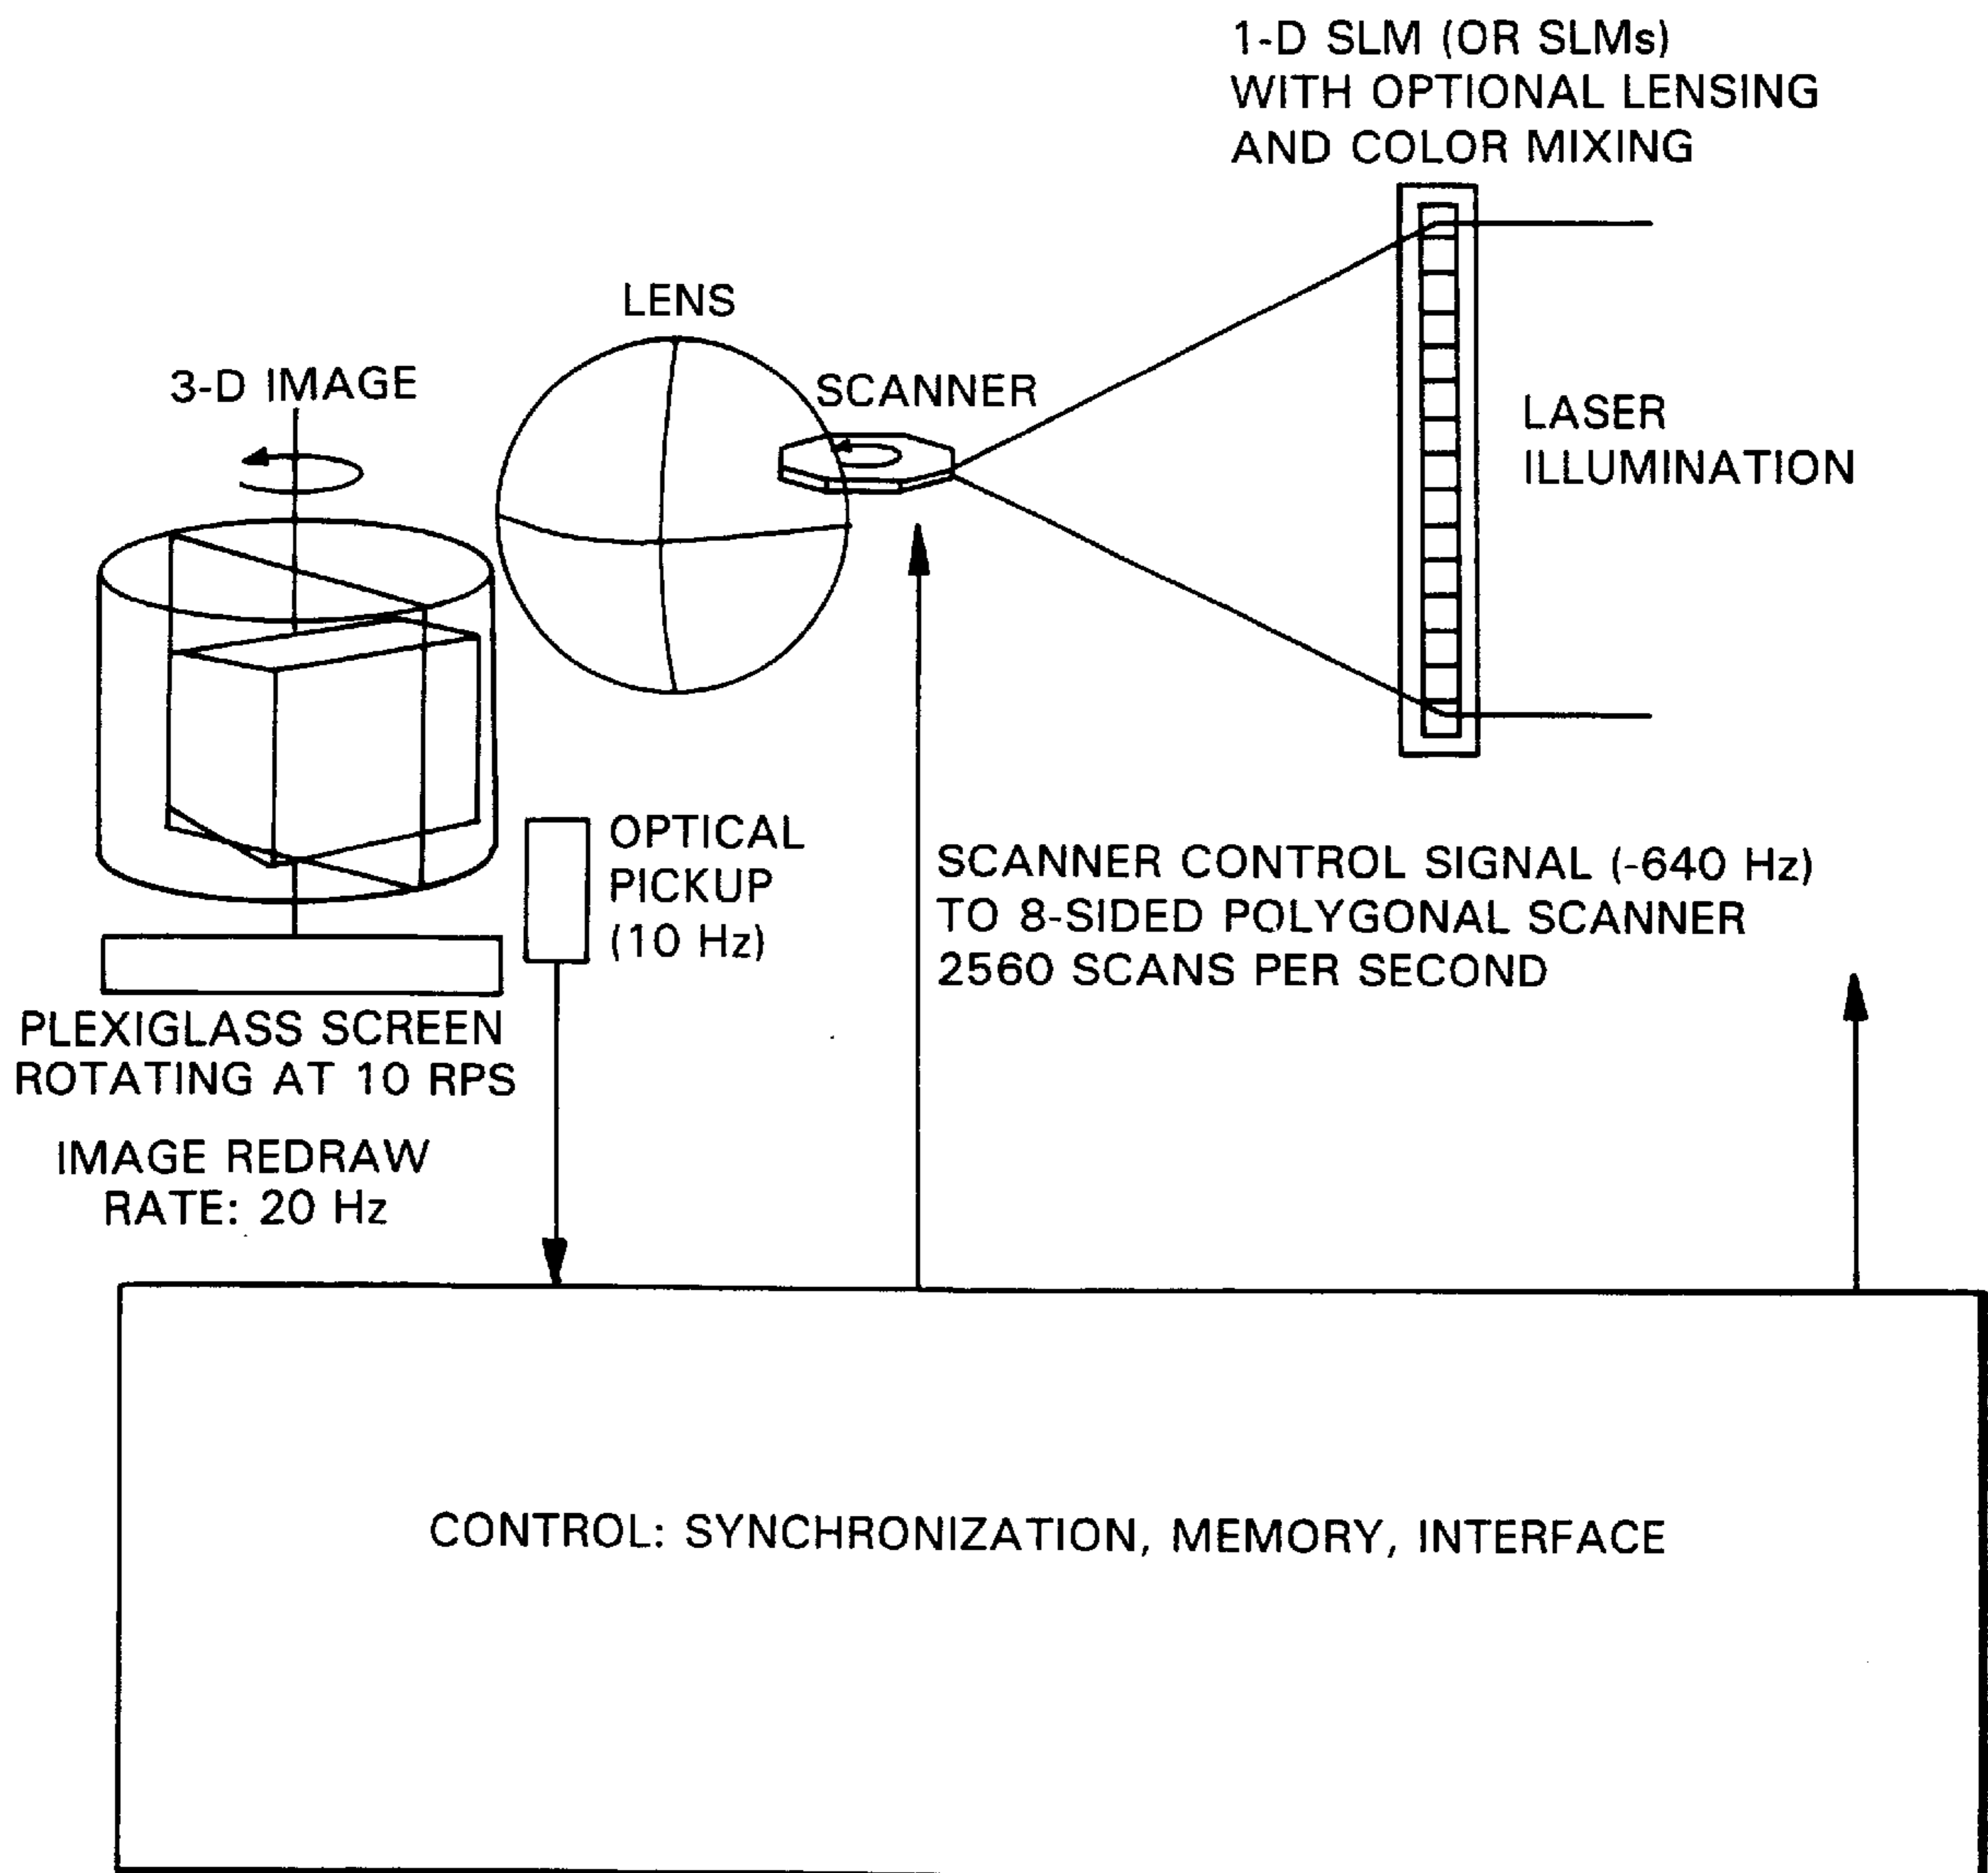 1-D SLM (OR SLMs)
WITH OPTIONAL LENSING
AND COLOR MIXING
LENS
3-D IMAGE
SCANNER
LASER
ILLUMINATION
OPTICAL
PICKUP
(10 Hz)
SCANNER CONTROL SIGNAL (-640 Hz)
TO 8-SIDED POLYGONAL SCANNER
2560 SCANS PER SECOND
PLEXIGLASS SCREEN
ROTATING AT 10 RPS
IMAGE REDRAW
RATE: 20 Hz
CONTROL: SYNCHRONIZATION, MEMORY, INTERFACE